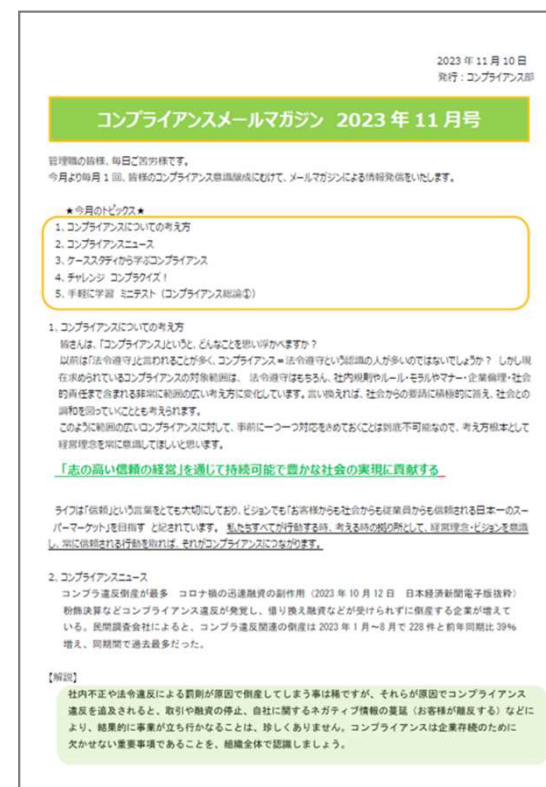 2023 年 11 月 10 日
発行：コンプライアンス部
コンプライアンスメールマガジン 2023 年 11 月号
管理職の皆様、毎日ご苦労様です。
今月より毎月 1 回、皆様のコンプライアンス意識醸成にむけて、メールマガジンによる情報発信をいたします。
★今月のトピックス★
1. コンプライアンスについての考え方
2. コンプライアンスニュース
3. ケーススタディから学ぶコンプライアンス
4. チャレンジ コンプラクイズ！
5. 手軽に学習 ミニテスト（コンプライアンス総論①）
1. コンプライアンスについての考え方
皆さんは、「コンプライアンス」というと、どんなことを思い浮かべますか？
以前は「法令遵守」と言われることが多く、コンプライアンス＝法令遵守という認識の人が多いのではないでしょうか？ しかし現
在求められているコンプライアンスの対象範囲は、 法令遵守はもちろん、社内規則やルール・モラルやマナー・企業倫理・社会
的責任まで含まれる非常に範囲の広い考え方に変化しています。言い換えれば、社会からの要請に積極的に答え、社会との
調和を図っていくこととも考えられます。
このように範囲の広いコンプライアンスに対して、事前に一つ一つ対応をきめておくことは到底不可能なので、考え方根本として
経営理念を常に意識してほしいと思います。
「志の高い信頼の経営」を通じて持続可能で豊かな社会の実現に貢献する
ライフは「信頼」という言葉をとても大切にしており、ビジョンでも「お客様からも社会からも従業員からも信頼される日本一のスー
パーマーケット」を目指す と記されています。 私たちすべてが行動する時、考える時の拠り所として、経営理念・ビジョンを意識
し、常に信頼される行動を取れば、それがコンプライアンスにつながります。
2. コンプライアンスニュース
コンプラ違反倒産が最多 コロナ禍の迅速融資の副作用（2023 年 10 月 12 日 日本経済新聞電子版抜粋）
粉飾決算などコンプライアンス違反が発覚し、借り換え融資などが受けられずに倒産する企業が増えて
いる。民間調査会社によると、コンプラ違反関連の倒産は 2023 年 1 月～8 月で 228 件と前年同期比 39%
増え、同期間で過去最多だった。
【解説】
社内不正や法令違反による罰則が原因で倒産してしまう事は稀ですが、それらが原因でコンプライアンス
違反を追及されると、取引や融資の停止、自社に関するネガティブ情報の蔓延（お客様が離反する）などに
より、結果的に事業が立ち行かなることは、珍しくありません。コンプライアンスは企業存続のために
欠かせない重要事項であることを、組織全体で認識しましょう。